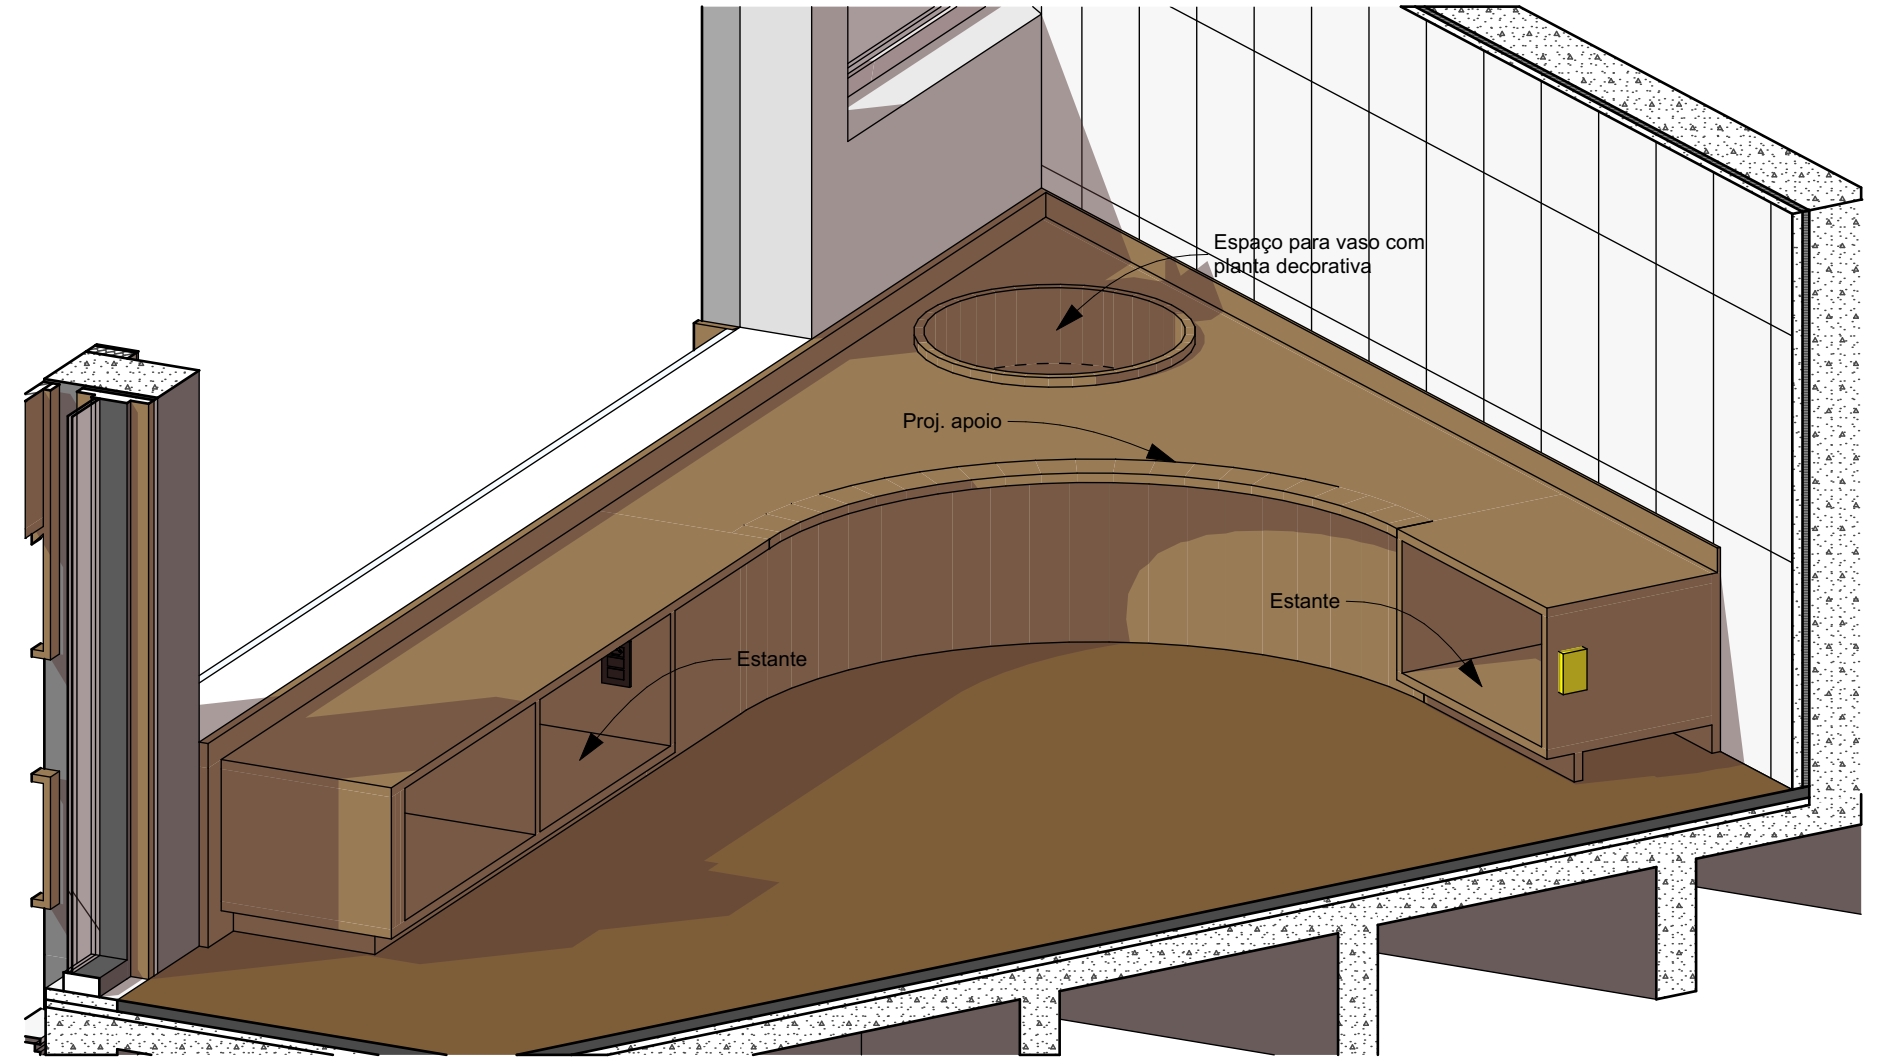 Espaço para vaso com
planta decorativa
Proj. apoio
Estante
Estante